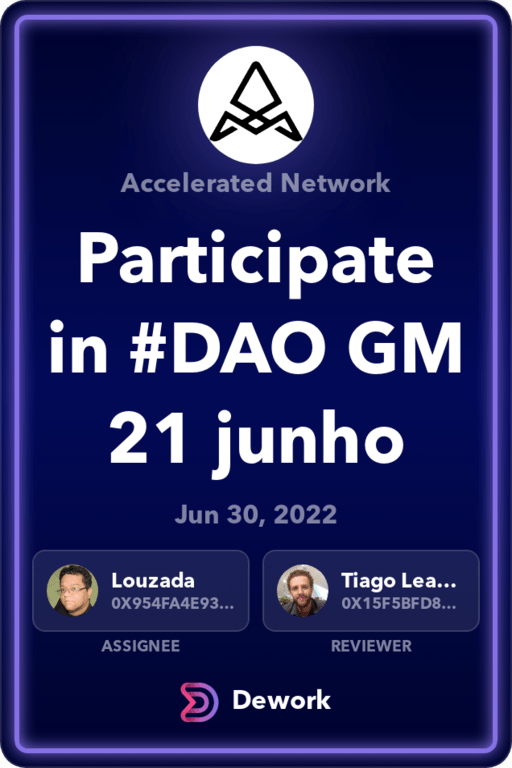 Accelerated Network
Participate
in #DAO GM
21 junho
Jun 30, 2022
Louzada
0X954FA4E93...
ASSIGNEE
Tiago Lea...
0X15F5BFD8...
REVIEWER
Dework